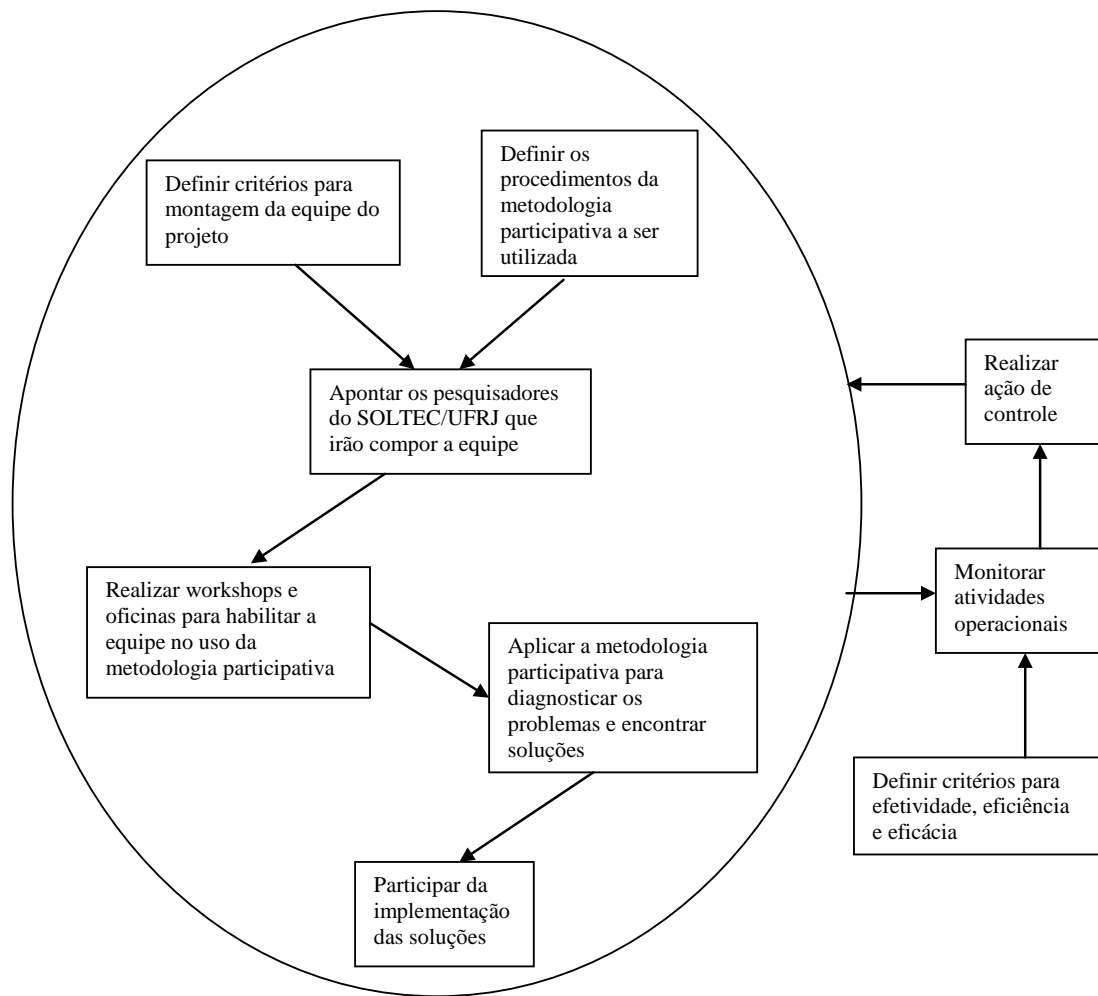 Definir critérios para
montagem da equipe do
projeto
Definir os
procedimentos da
metodologia
participativa a ser
utilizada
Apontar os pesquisadores
do SOLTEC/UFRJ que
irão compor a equipe
Realizar workshops e
oficinas para habilitar a
equipe no uso da
metodologia participativa
Aplicar a metodologia
participativa para
diagnosticar os
problemas e encontrar
soluções
Participar da
implementação
das soluções
Realizar
ação de
controle
Monitorar
atividades
operacionais
Definir critérios para
efetividade, eficiência
e eficácia